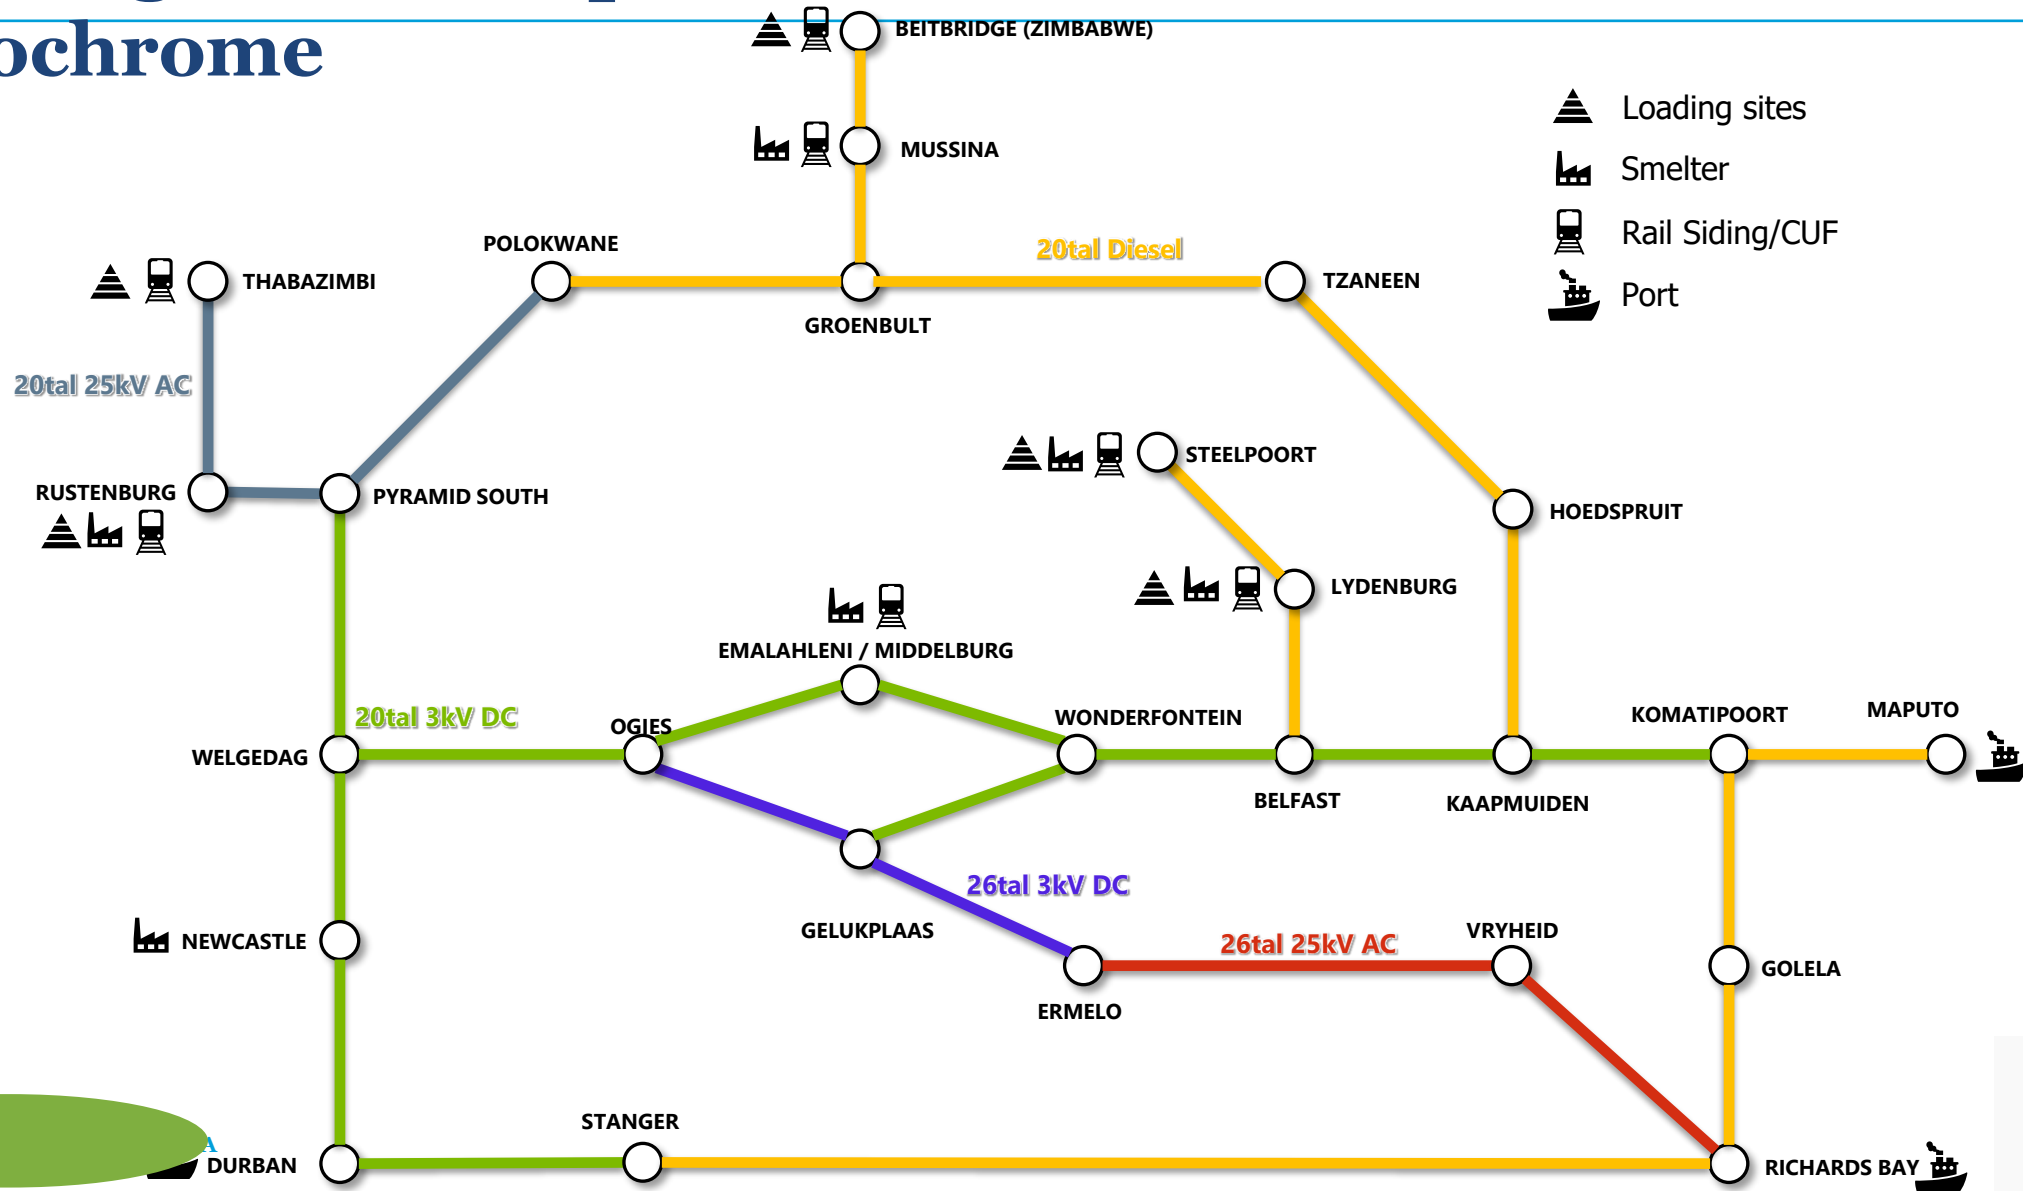 ochrome
BEITBRIDGE (ZIMBABWE)
Loading sites
MUSSINA
Smelter
Rail Siding/CUF
POLOKWANE
20tal Diesel
THABAZIMBI
TZANEEN
Port
GROENBULT
20tal 25kV AC
STEELPOORT
RUSTENBURG
PYRAMID SOUTH
HOEDSPRUIT
LYDENBURG
EMALAHLENI / MIDDELBURG
20tal 3kV DC
OGIES
WONDERFONTEIN
KOMATIPOORT
MAPUTO
WELGEDAG
BELFAST
KAAPMUIDEN
26tal 3kV DC
GELUKPLAAS
NEWCASTLE
26tal 25kV AC
VRYHEID
GOLELA
ERMELO
STANGER
A
DURBAN
RICHARDS BAY